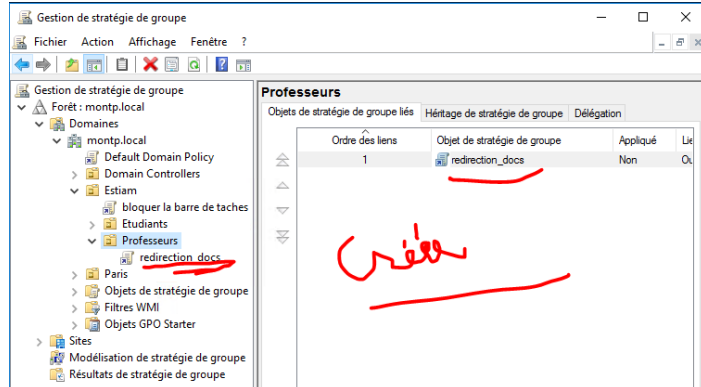 Gestion de stratégie de groupe
Fichier Action Affichage Fenêtre ?
Gestion de stratégie de groupe
Forêt : montp.local
Domaines
montp.local
Default Domain Policy
Domain Controllers
Estiam
bloquer la barre de taches
Etudiants
Professeurs
redirection_docs
Paris
Objets de stratégie de groupe
Filtres WMI
Objets GPO Starter
Sites
Modélisation de stratégie de groupe
Résultats de stratégie de groupe
Professeurs
Objets de stratégie de groupe liés Héritage de stratégie de groupe Délégation
Ordre des liens Objet de stratégie de groupe Appliqué Lie
1 redirection_docs Non Ou